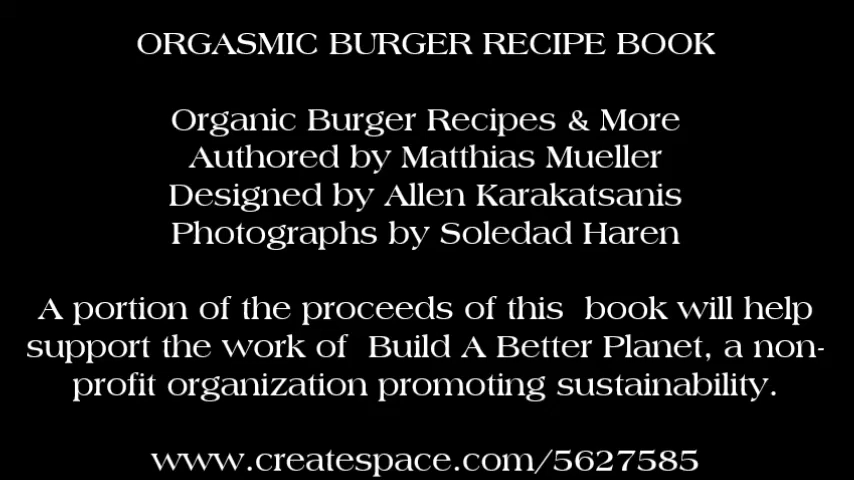 ORGASMIC BURGER RECIPE BOOK
Organic Burger Recipes & More
Authored by Matthias Mueller
Designed by Allen Karakatsanis
Photographs by Soledad Haren
A portion of the proceeds of this  book will help
support the work of  Build A Better Planet, a non-
profit organization promoting sustainability.
www.createspace.com/5627585